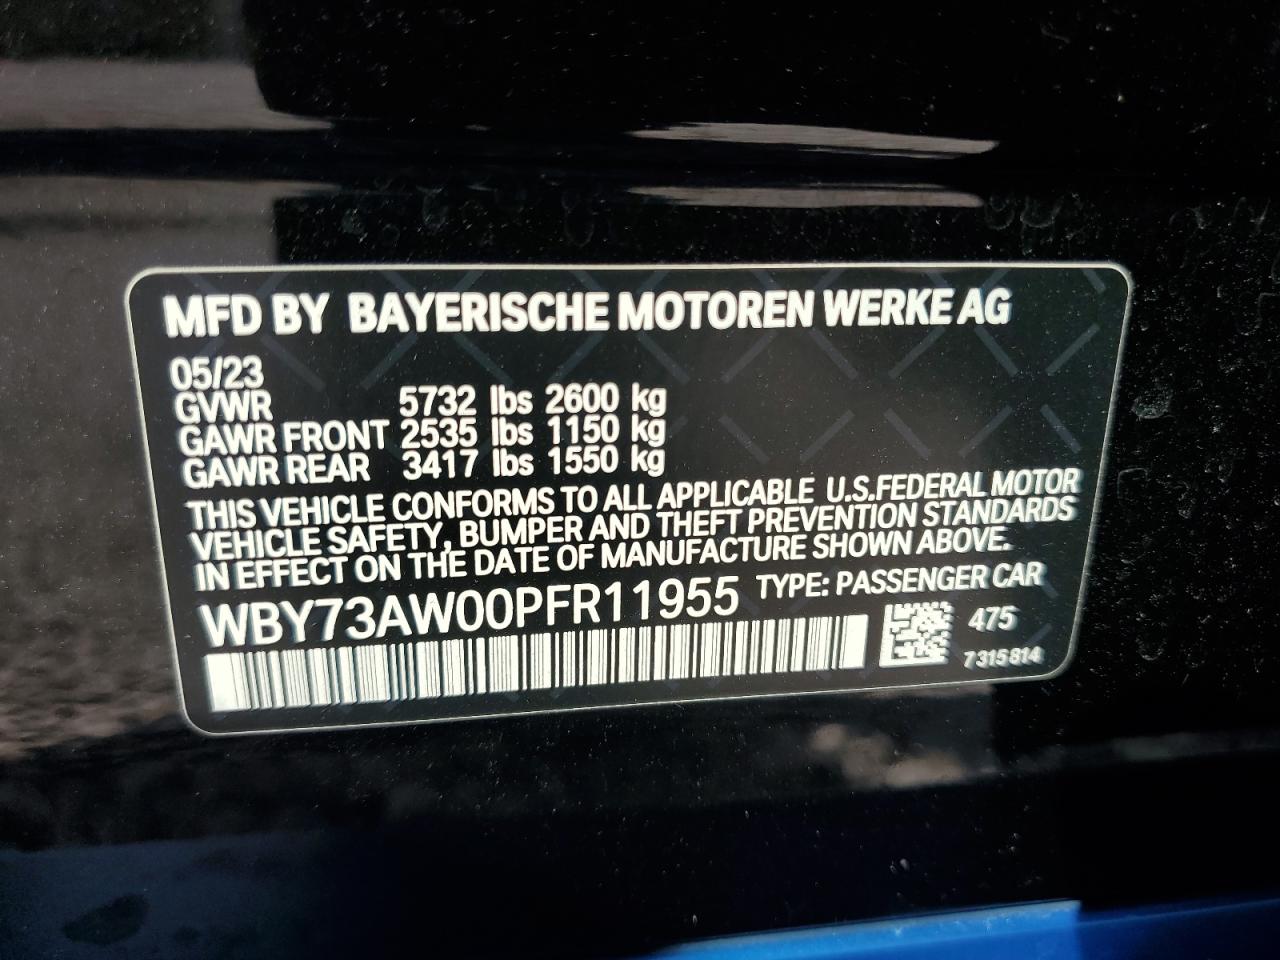 MFD BY BAYERISCHE MOTOREN WERKE AG
05/23
GVWR 5732 lbs 2600 kg
GAWR FRONT 2535 lbs 1150 kg
GAWR REAR 3417 lbs 1550 kg
THIS VEHICLE CONFORMS TO ALL APPLICABLE U.S.FEDERAL MOTOR
VEHICLE SAFETY, BUMPER AND THEFT PREVENTION STANDARDS
IN EFFECT ON THE DATE OF MANUFACTURE SHOWN ABOVE.
WBY73AW00PFR11955 TYPE: PASSENGER CAR
475
7315814